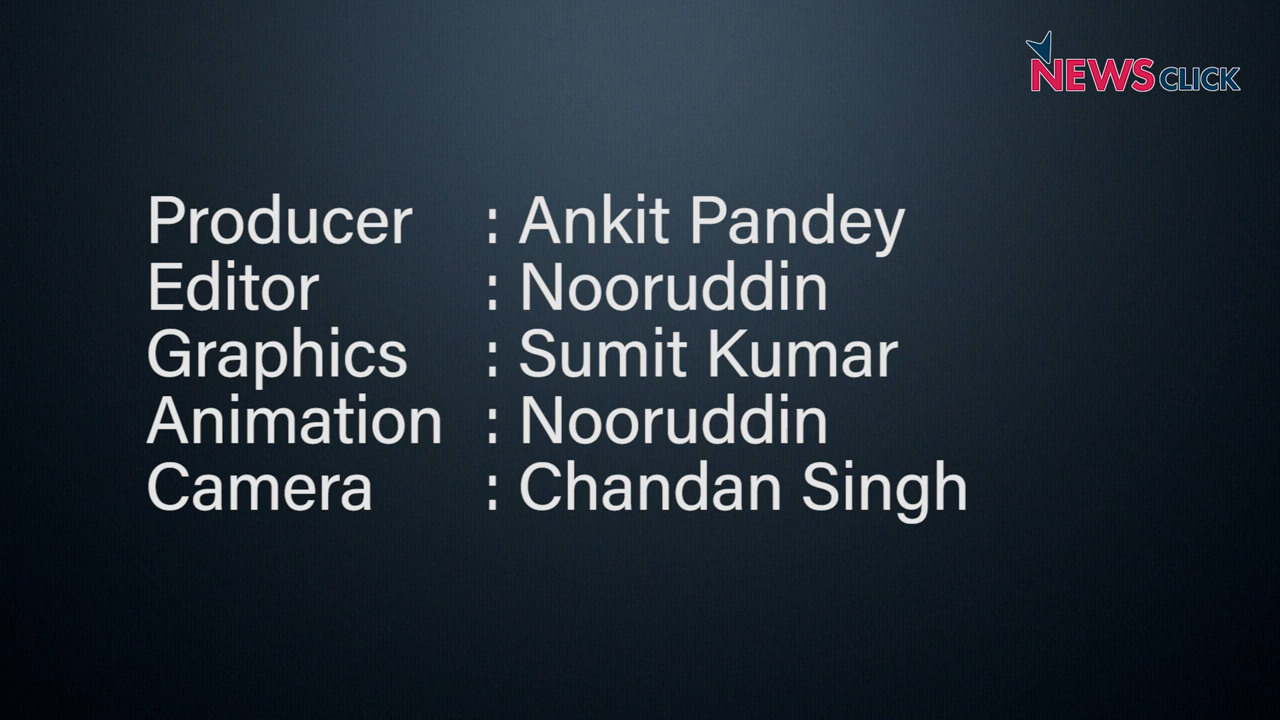 NEWSCLICK
Producer : Ankit Pandey
Editor : Nooruddin
Graphics : Sumit Kumar
Animation : Nooruddin
Camera : Chandan Singh